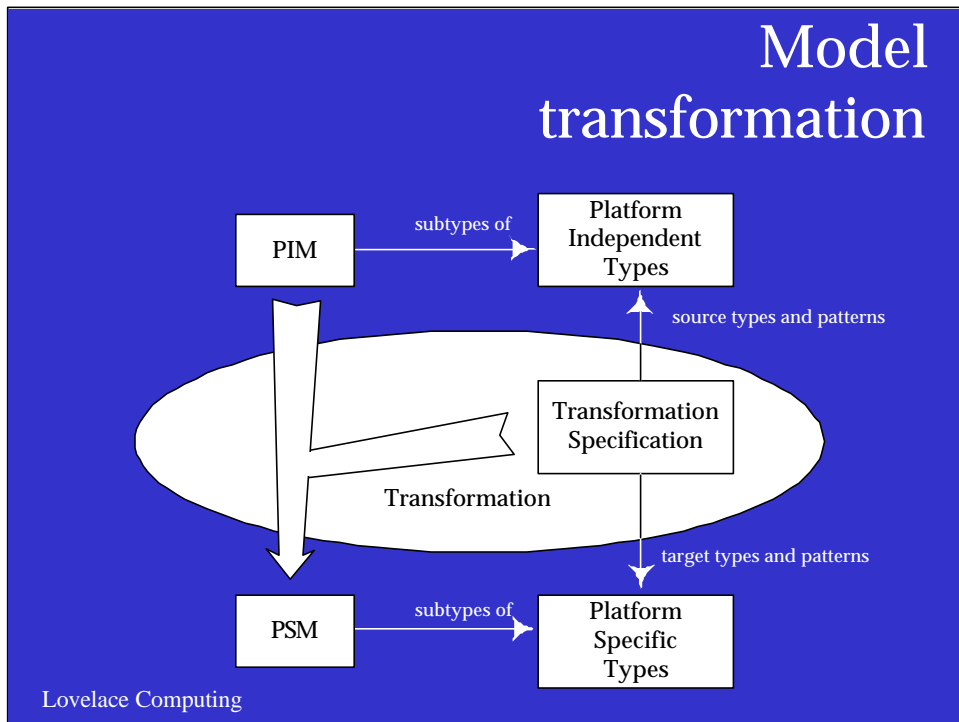 Model
transformation
PIM
subtypes of
Platform
Independent
Types
source types and patterns
Transformation
Specification
Transformation
target types and patterns
PSM
subtypes of
Platform
Specific
Types
Lovelace Computing